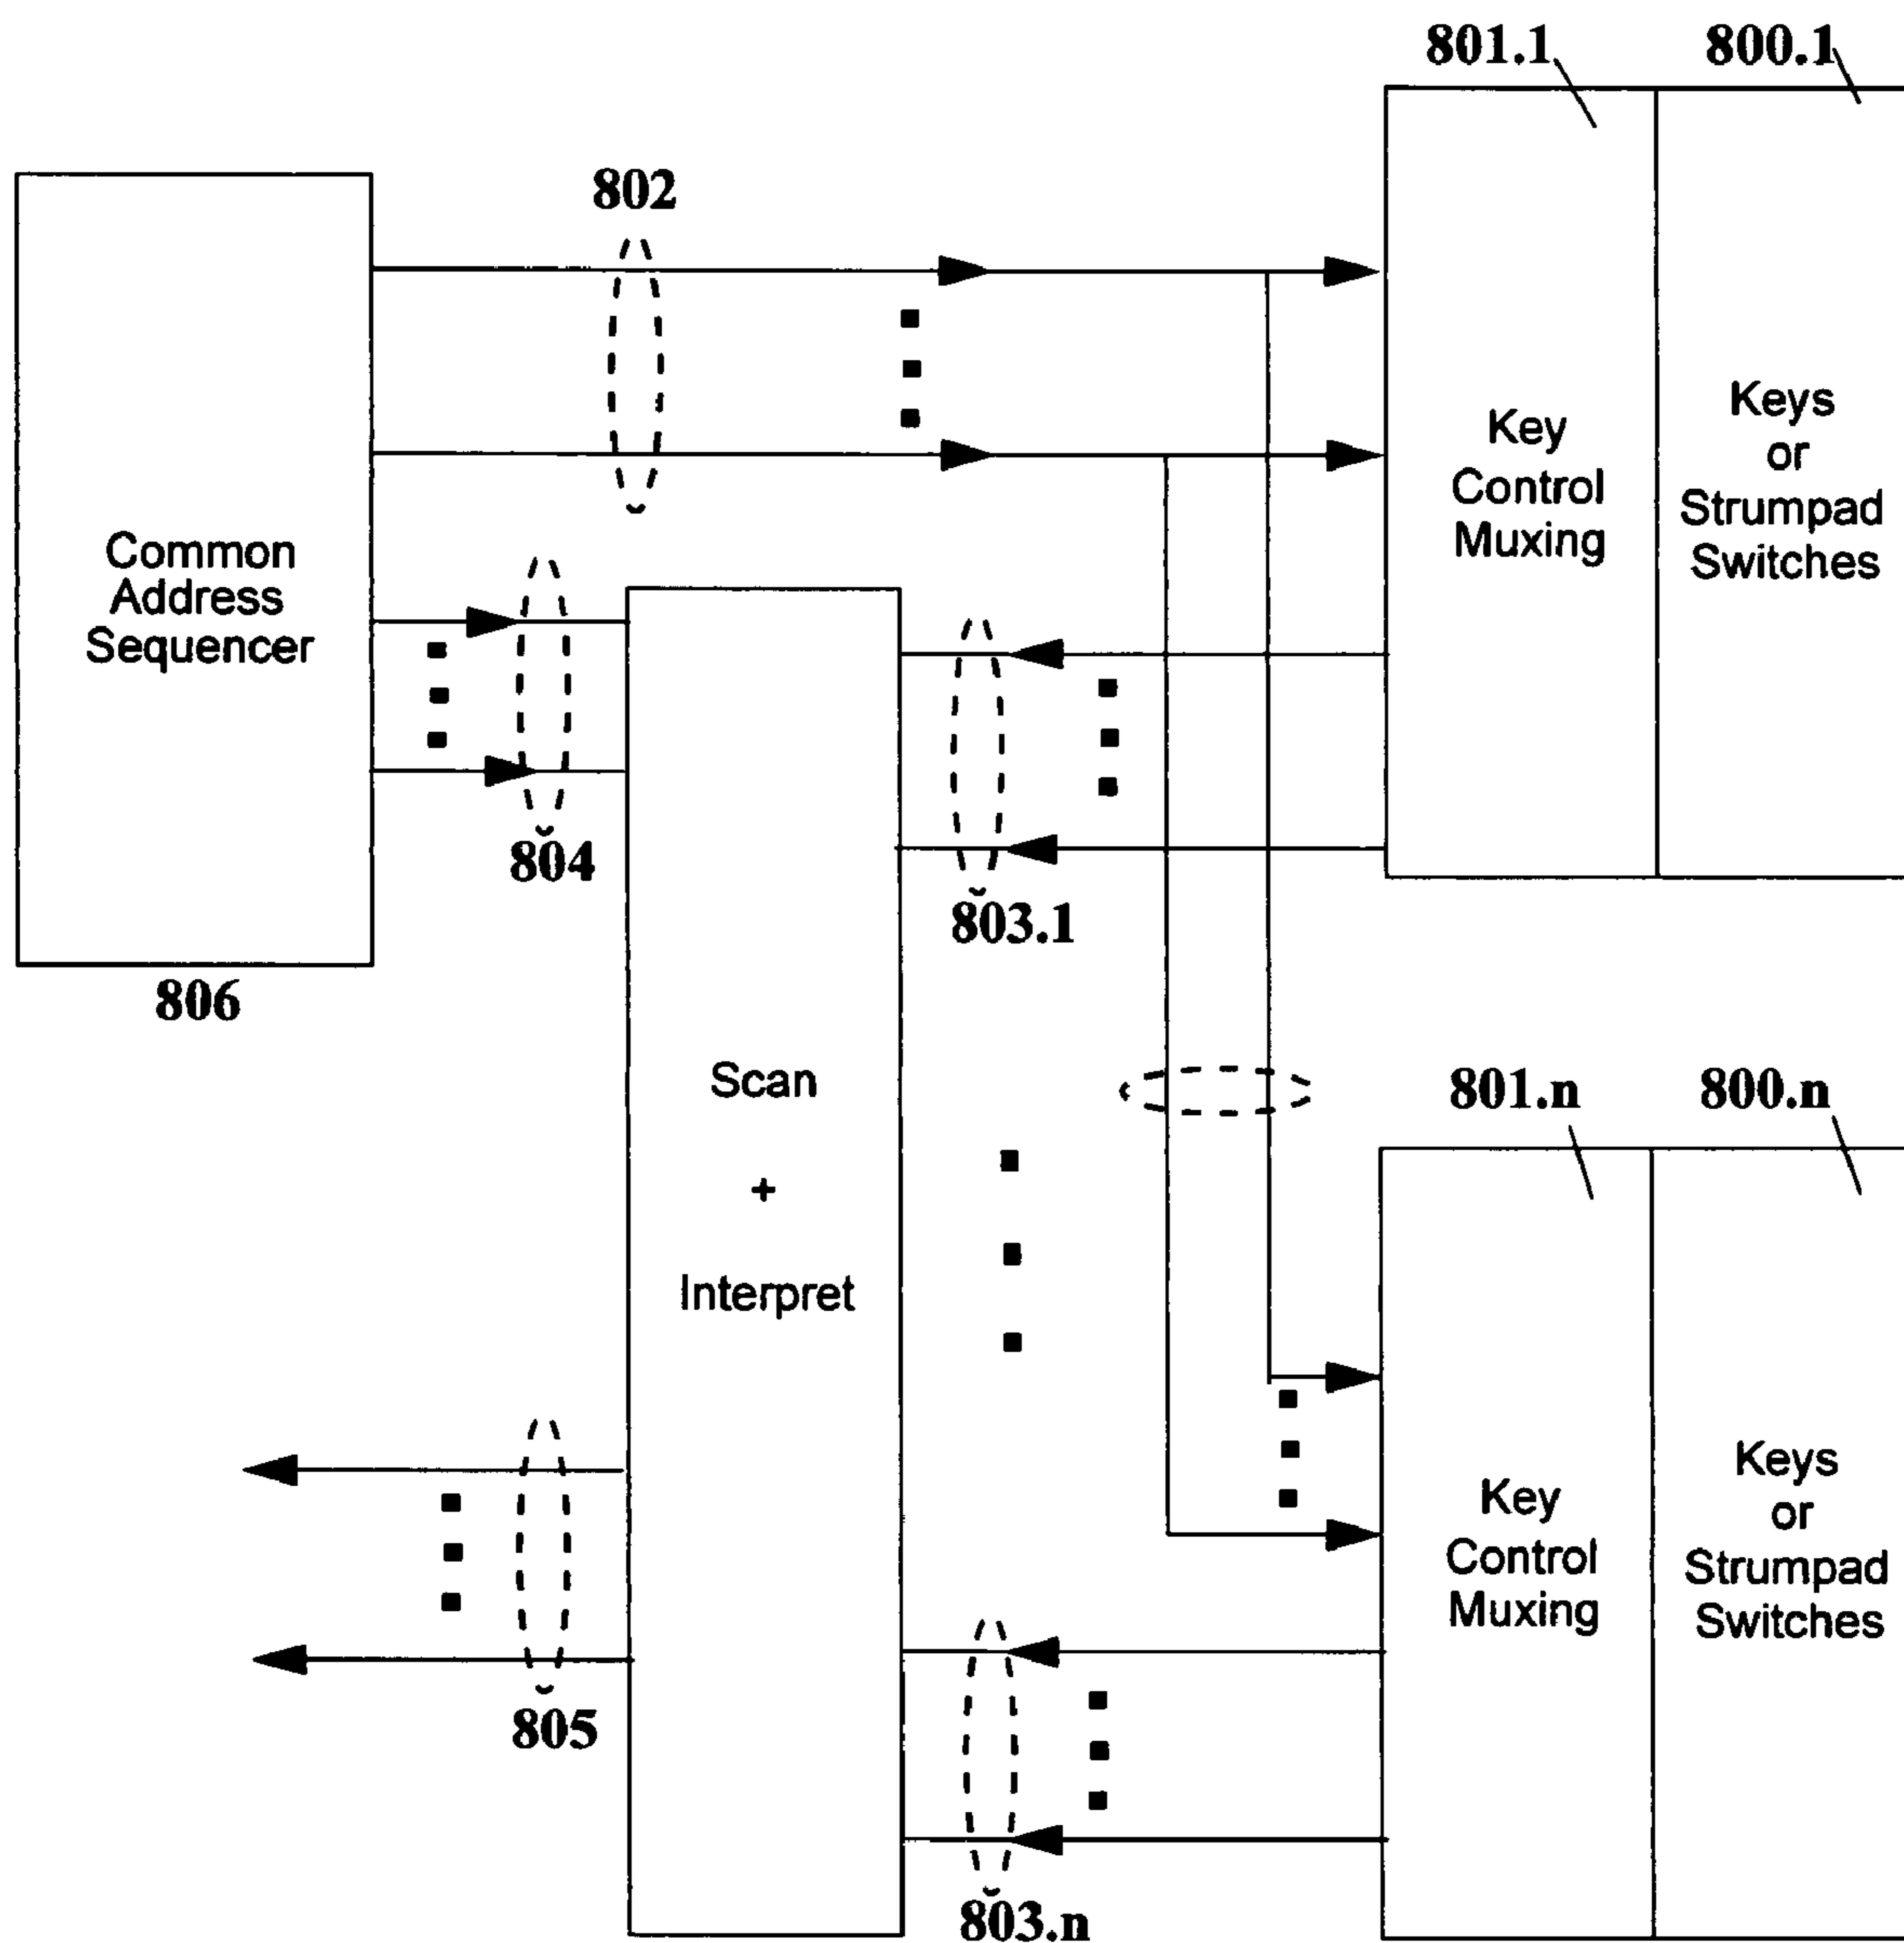 801.1 800.1
802
Key
Control
Muxing
Keys
or
Strumpad
Switches
Common
Address
Sequencer
804
803.1
806
Scan
+
Interpret
801.n 800.n
Key
Control
Muxing
Keys
or
Strumpad
Switches
805
803.n